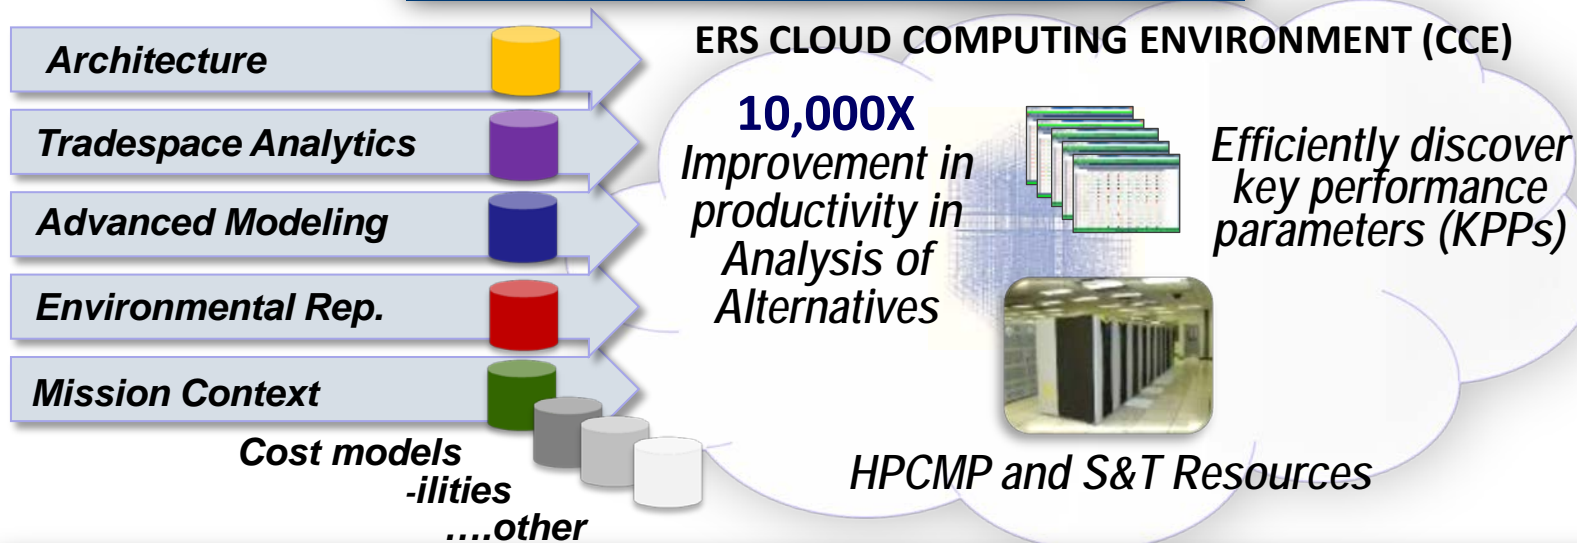 ERS CLOUD COMPUTING ENVIRONMENT (CCE)
Architecture
Tradespace Analytics
Advanced Modeling
Environmental Rep.
Mission Context
Cost models
-ilities
....other
10,000X
Improvement in
productivity in
Analysis of
Alternatives
Efficiently discover
key performance
parameters (KPPs)
HPCMP and S&T Resources